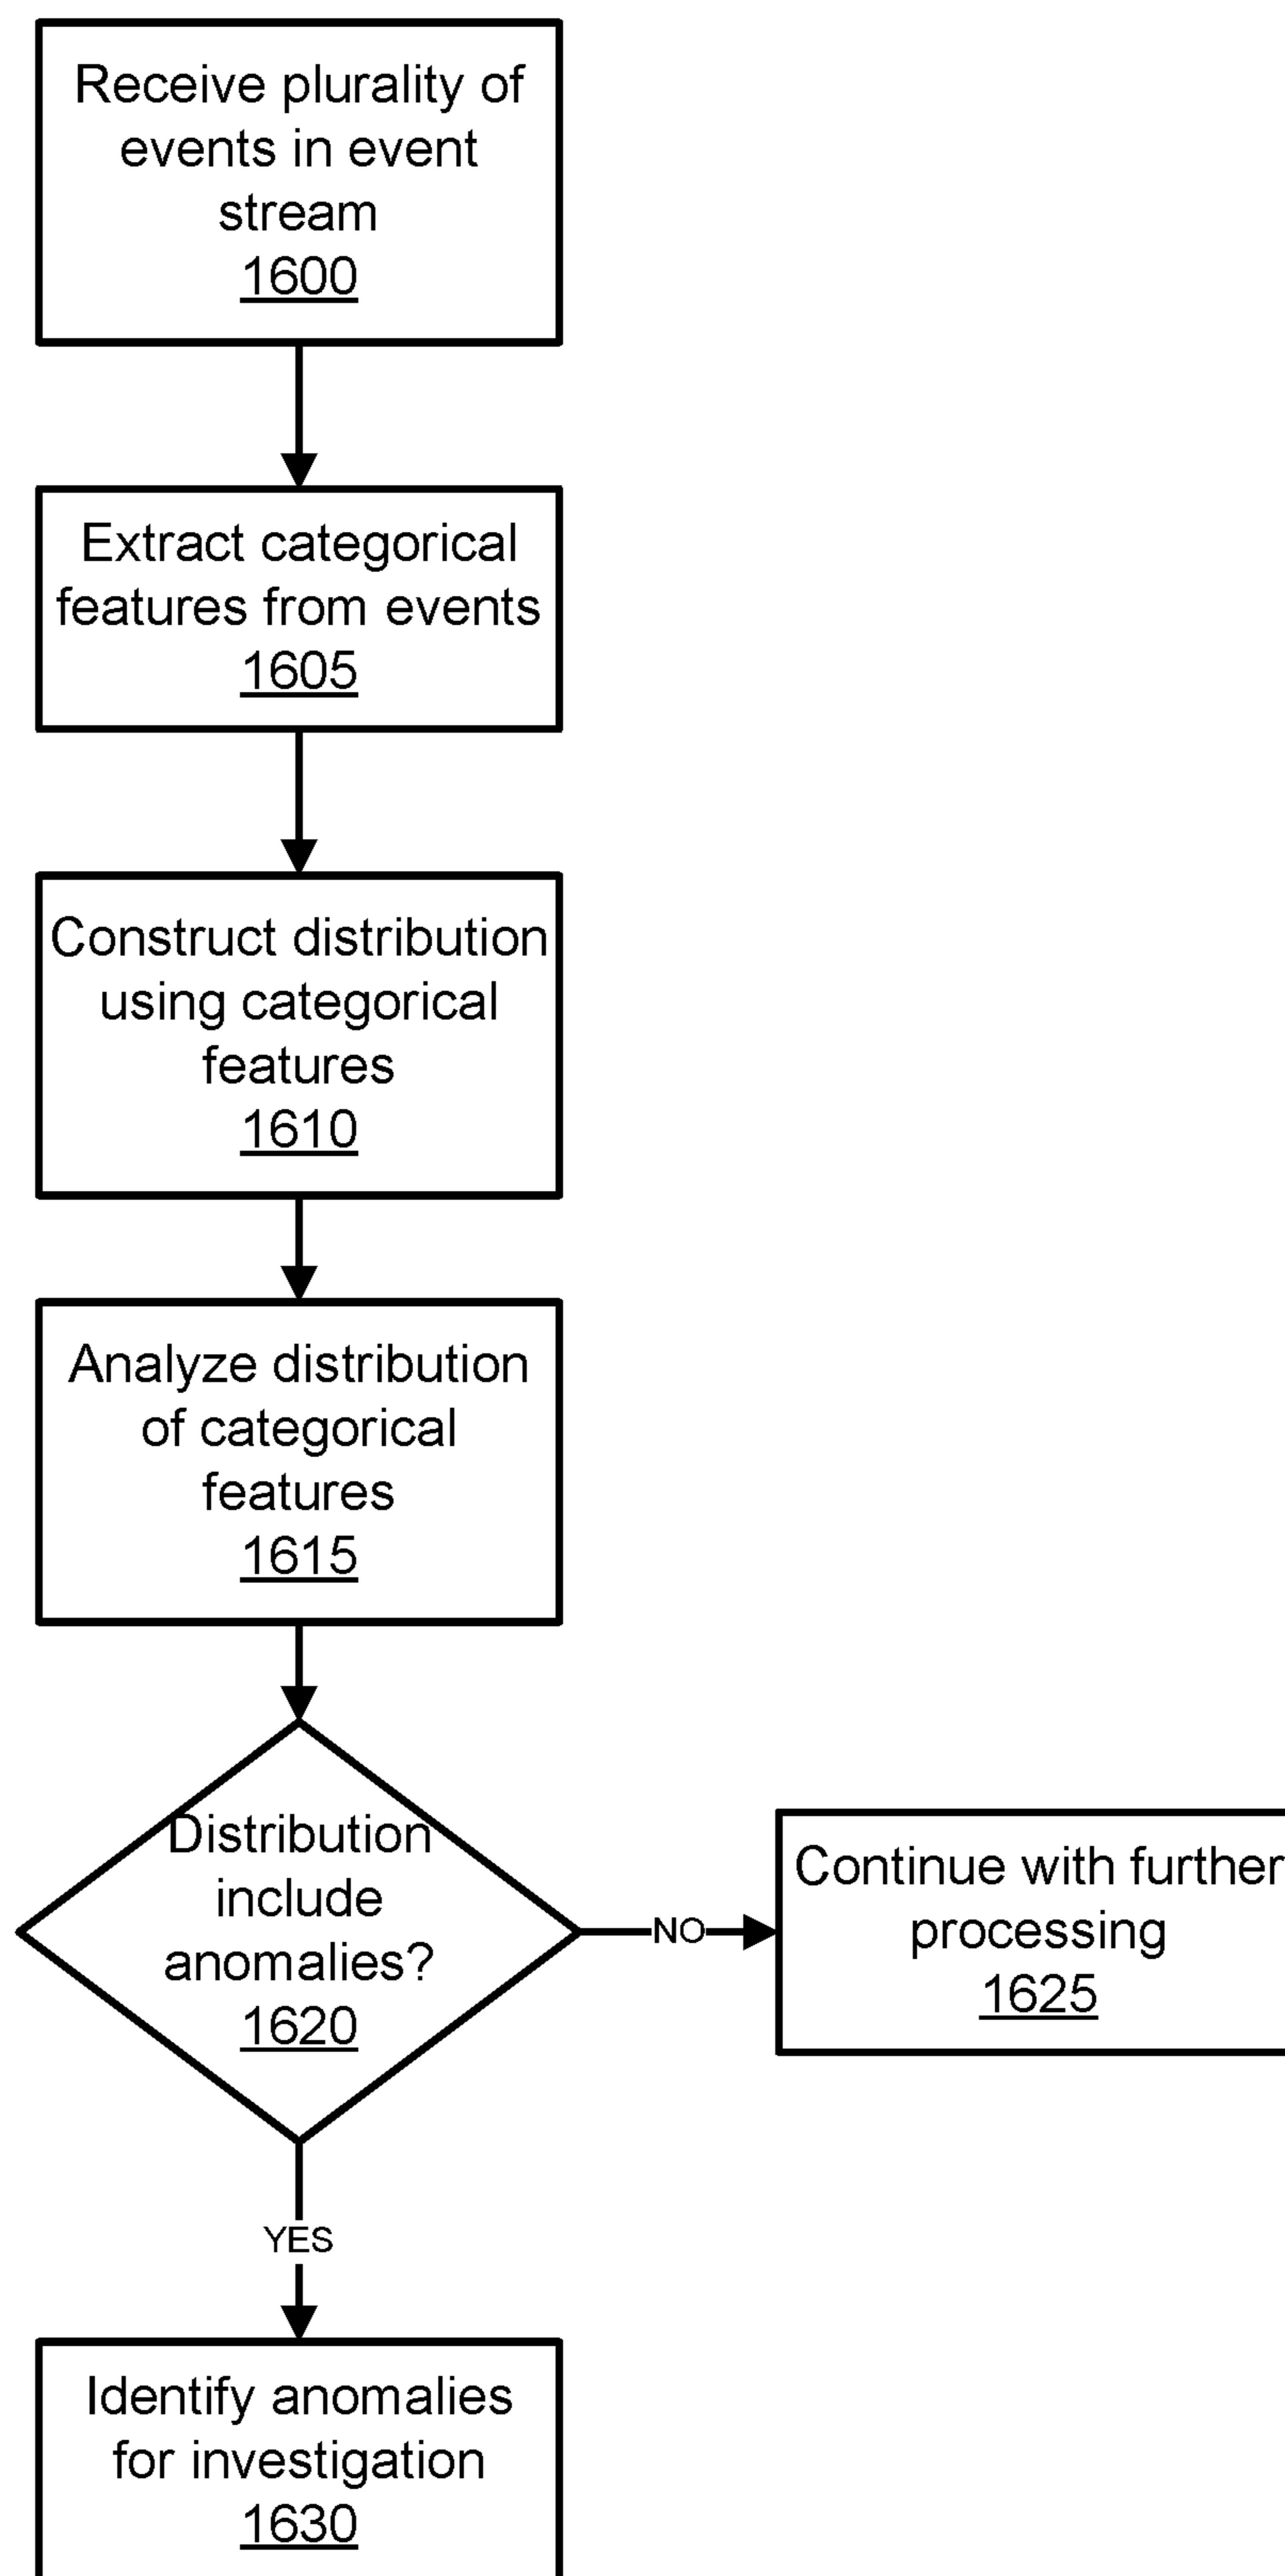 Receive plurality of
events in event
stream
1600
Extract categorical
features from events
1605
Construct distribution
using categorical
features
1610
Analyze distribution
of categorical
features
1615
Distribution
include
anomalies?
1620
NO
Continue with further
processing
1625
YES
Identify anomalies
for investigation
1630